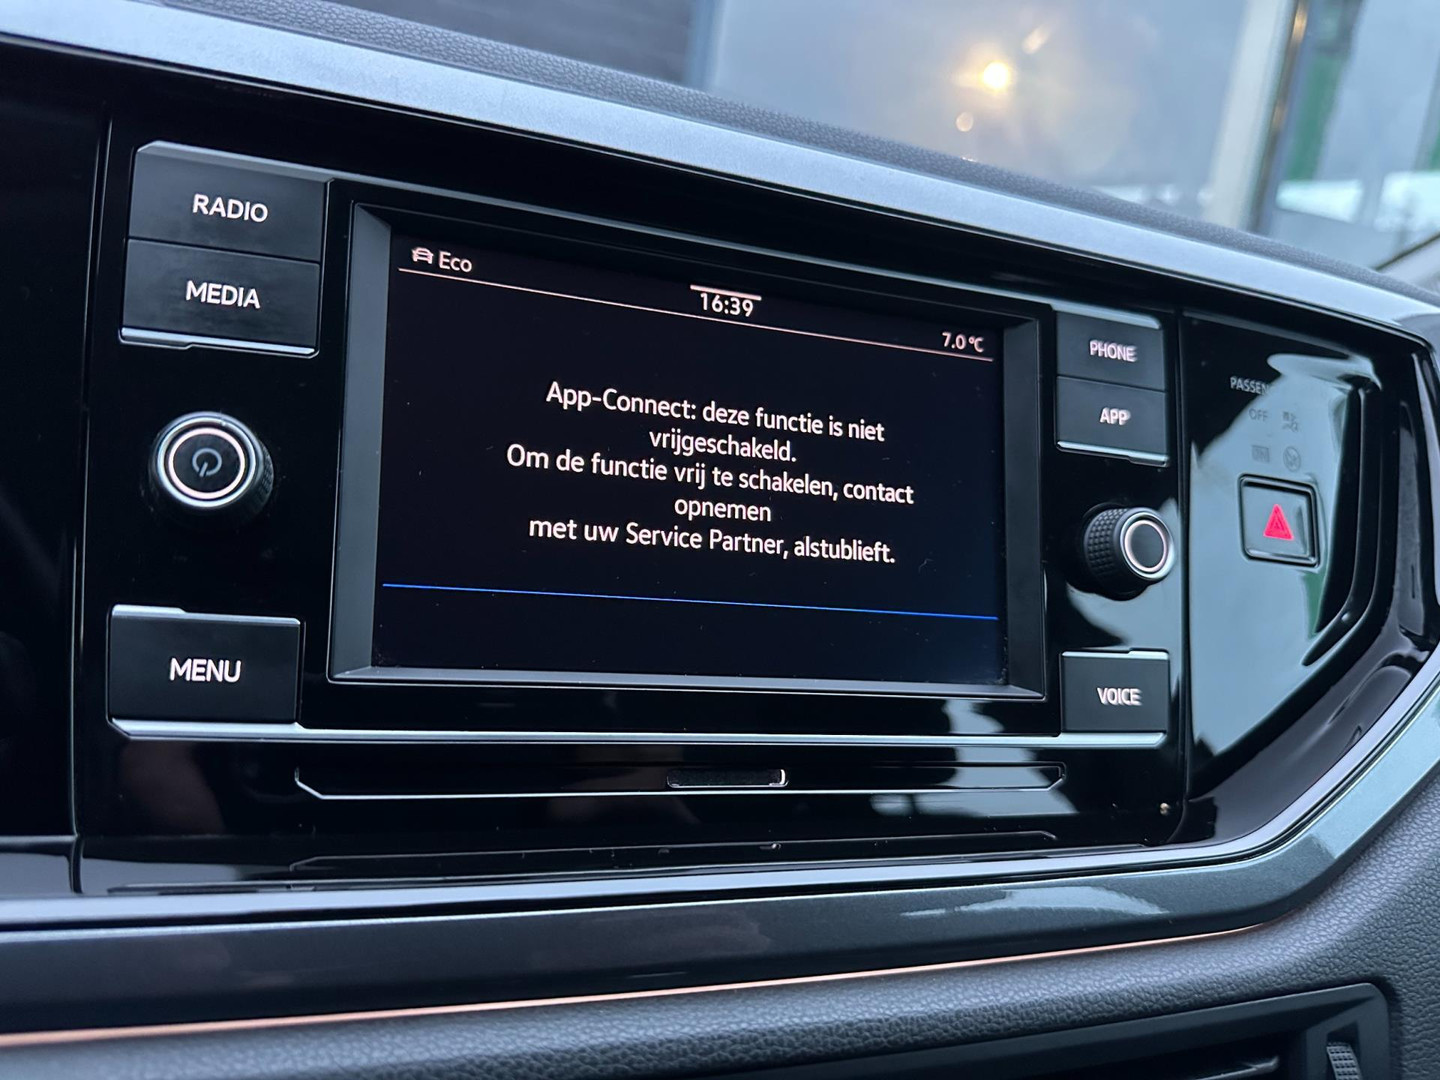 RADIO
MEDIA
MENU
Eco
16:39
7.0 °C
App-Connect: deze functie is niet
vrijgeschakeld.
Om de functie vrij te schakelen, contact
opnemen
met uw Service Partner, alstublieft.
PHONE
APP
VOICE
OFF